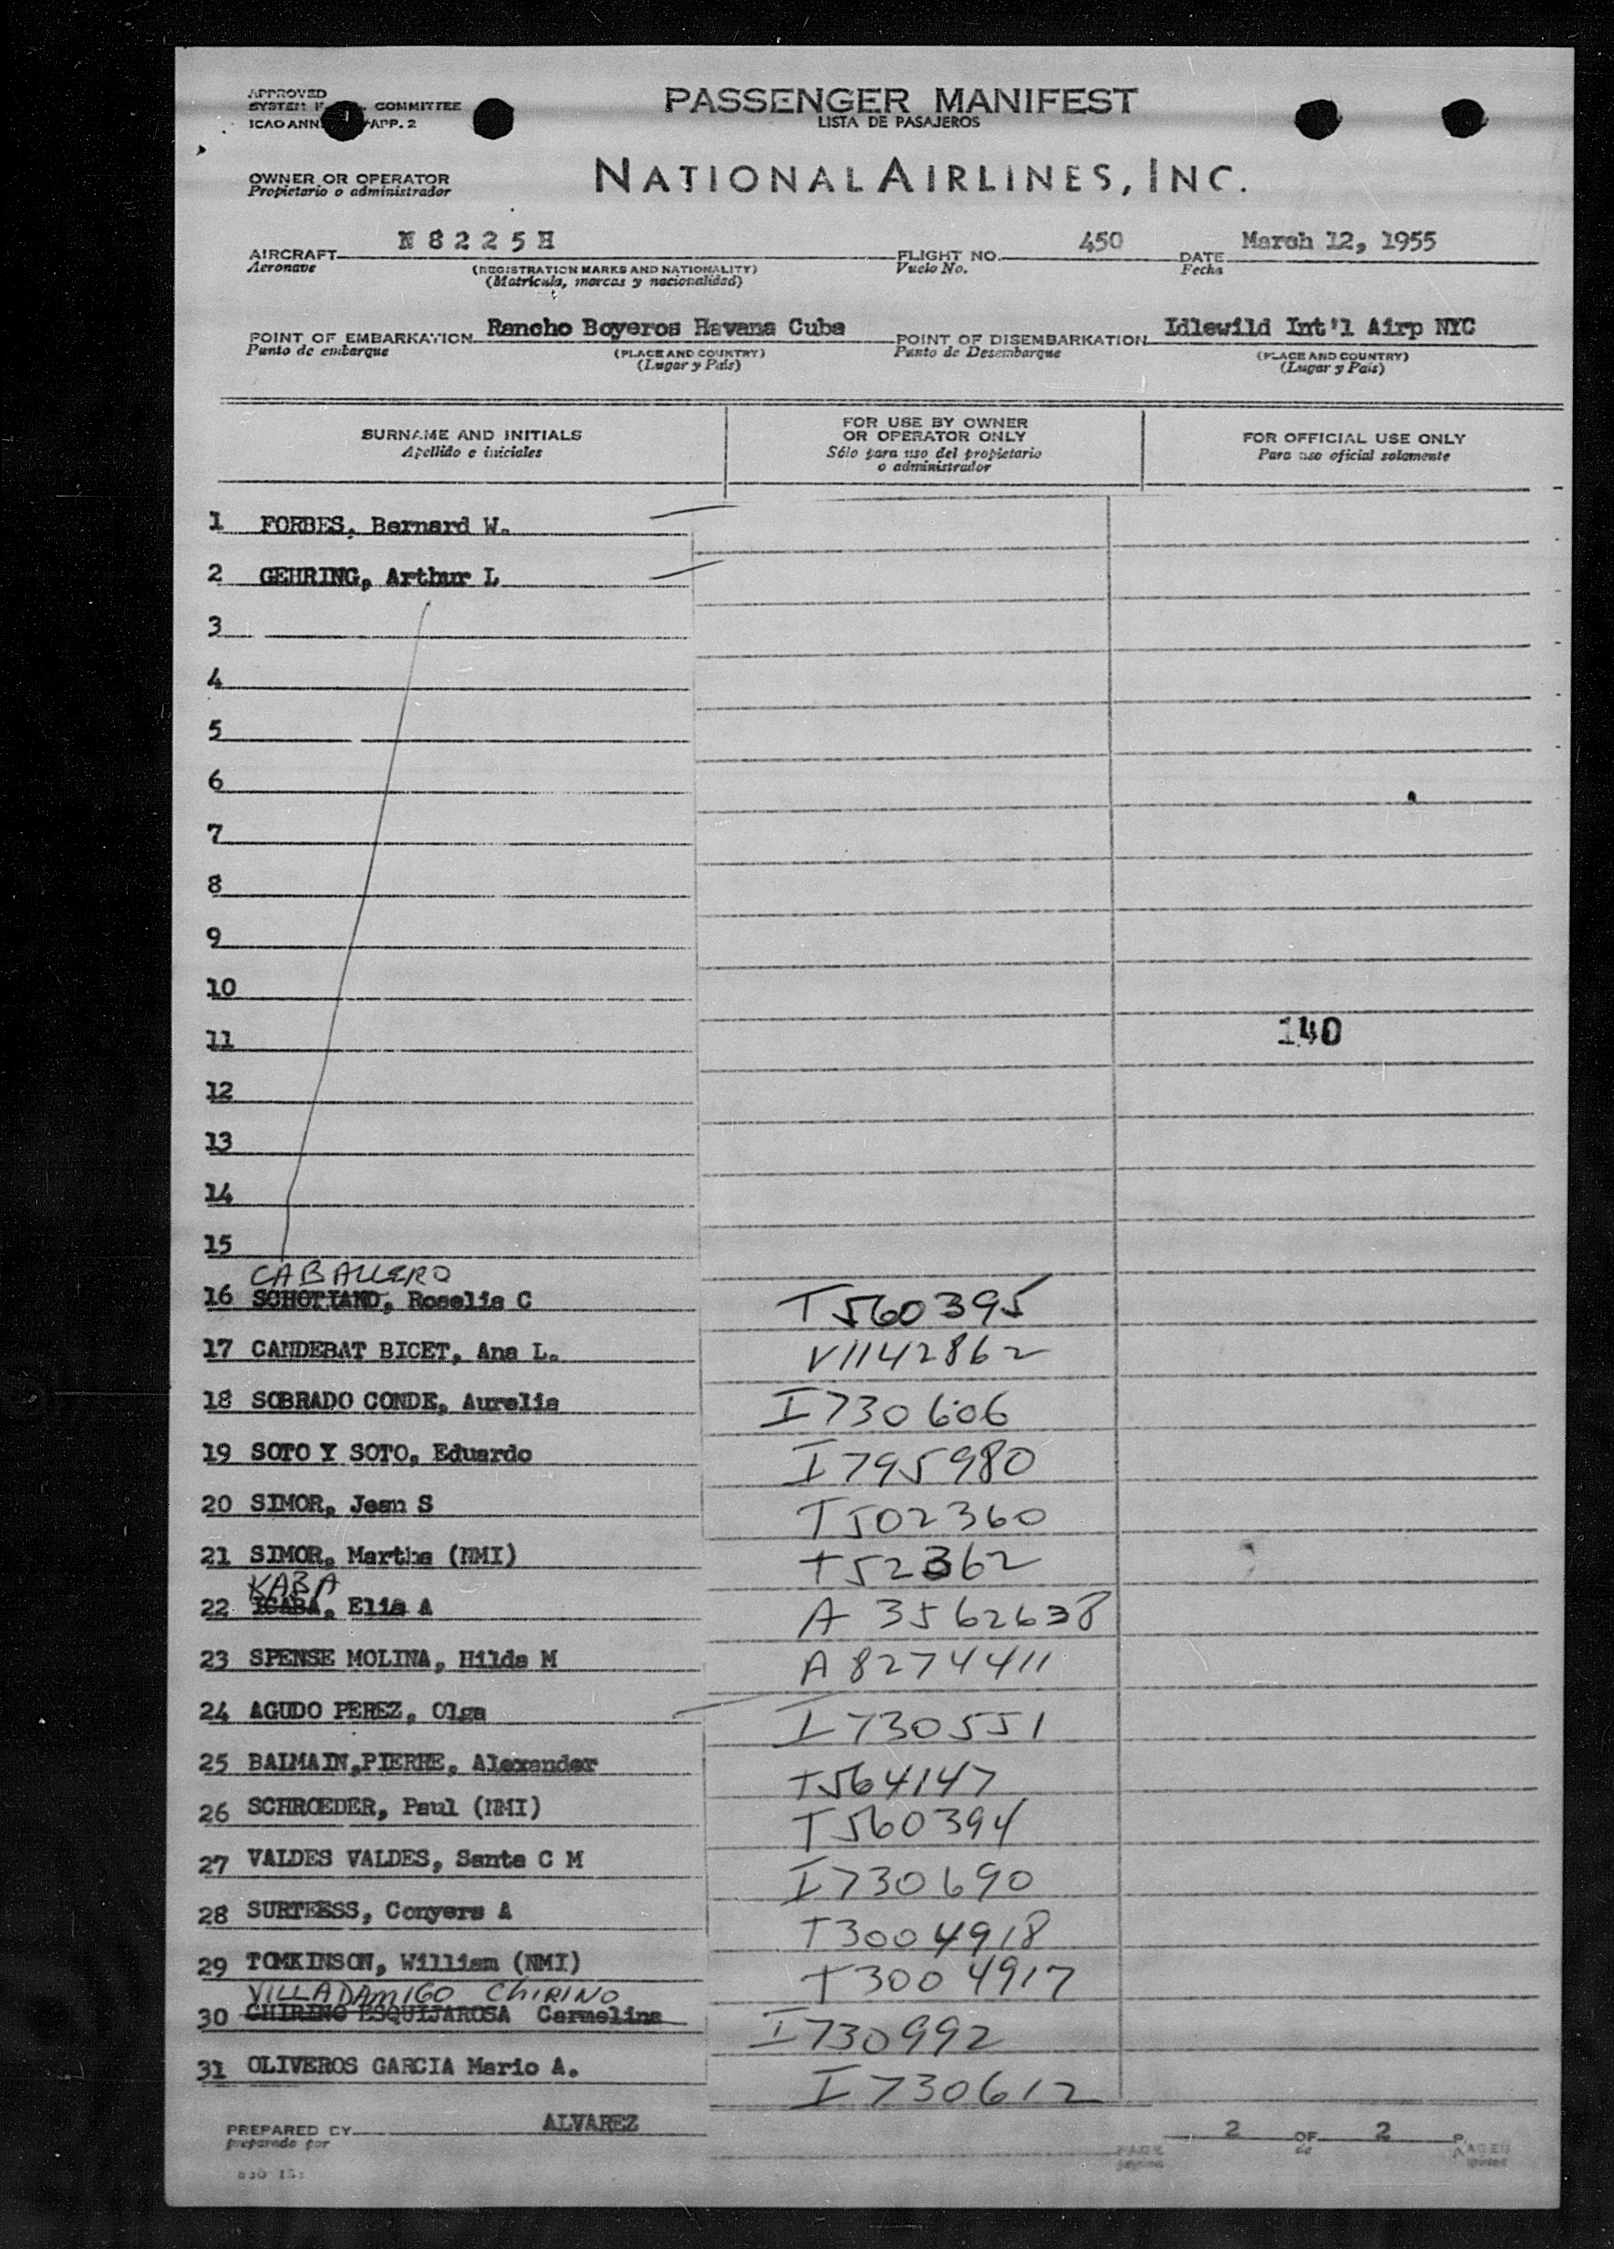 APPROVED
SYSTEM COMMITTEE
ICAO ANN APP. 2
PASSENGER MANIFEST
LISTA DE PASAJEROS
OWNER OR OPERATOR
Propietario o administrador
NATIONAL AIRLINES, INC.
AIRCRAFT N 8 2 2 5 H FLIGHT NO. 450 DATE March 12, 1955
Aeronave (REGISTRATION MARKS AND NATIONALITY) Vuelo No. Fecha
(Matricula, marcas y nacionalidad)
POINT OF EMBARKATION Rancho Boyeros Havana Cuba POINT OF DISEMBARKATION Idlewild Int'l Airp NYC
Punto de embarque (PLACE AND COUNTRY) Punto de Desembarque (PLACE AND COUNTRY)
(Lugar y País) (Lugar y País)
SURNAME AND INITIALS
Apellido e iniciales
FOR USE BY OWNER
OR OPERATOR ONLY
Sólo para uso del propietario
o administrador
FOR OFFICIAL USE ONLY
Para uso oficial solamente
1 FORBES, Bernard W.
2 GEHRING, Arthur L
3
4
5
6
7
8
9
10
11 140
12
13
14
15
CABALLERO
16 , Roselia C T560395
17 CANDEBAT BICET, Ana L. V1142862
18 SOBRADO CONDE, Aurelia I730606
19 SOTO Y SOTO, Eduardo I795980
20 SIMOR, Jean S T502360
21 SIMOR, Martha (NMI) T52362
KABA
22 ICABA, Elia A A 3562638
23 SPENSE MOLINA, Hilda M A8274411
24 AGUDO PEREZ, Olga I730551
25 BALMAIN,PIERRE, Alexander T564147
26 SCHROEDER, Paul (NMI) T560394
27 VALDES VALDES, Santa C M I730690
28 SURTEESS, Conyers A T3004918
29 TOMKINSON, William (NMI) T3004917
VILLADAMIGO CHIRINO
30 CHIRINO ESQUIJAROSA Carmelina I730992
31 OLIVEROS GARCIA Mario A. I730612
PREPARED BY ALVAREZ
preparado por
PAGE 2 OF 2 PAGES
página de